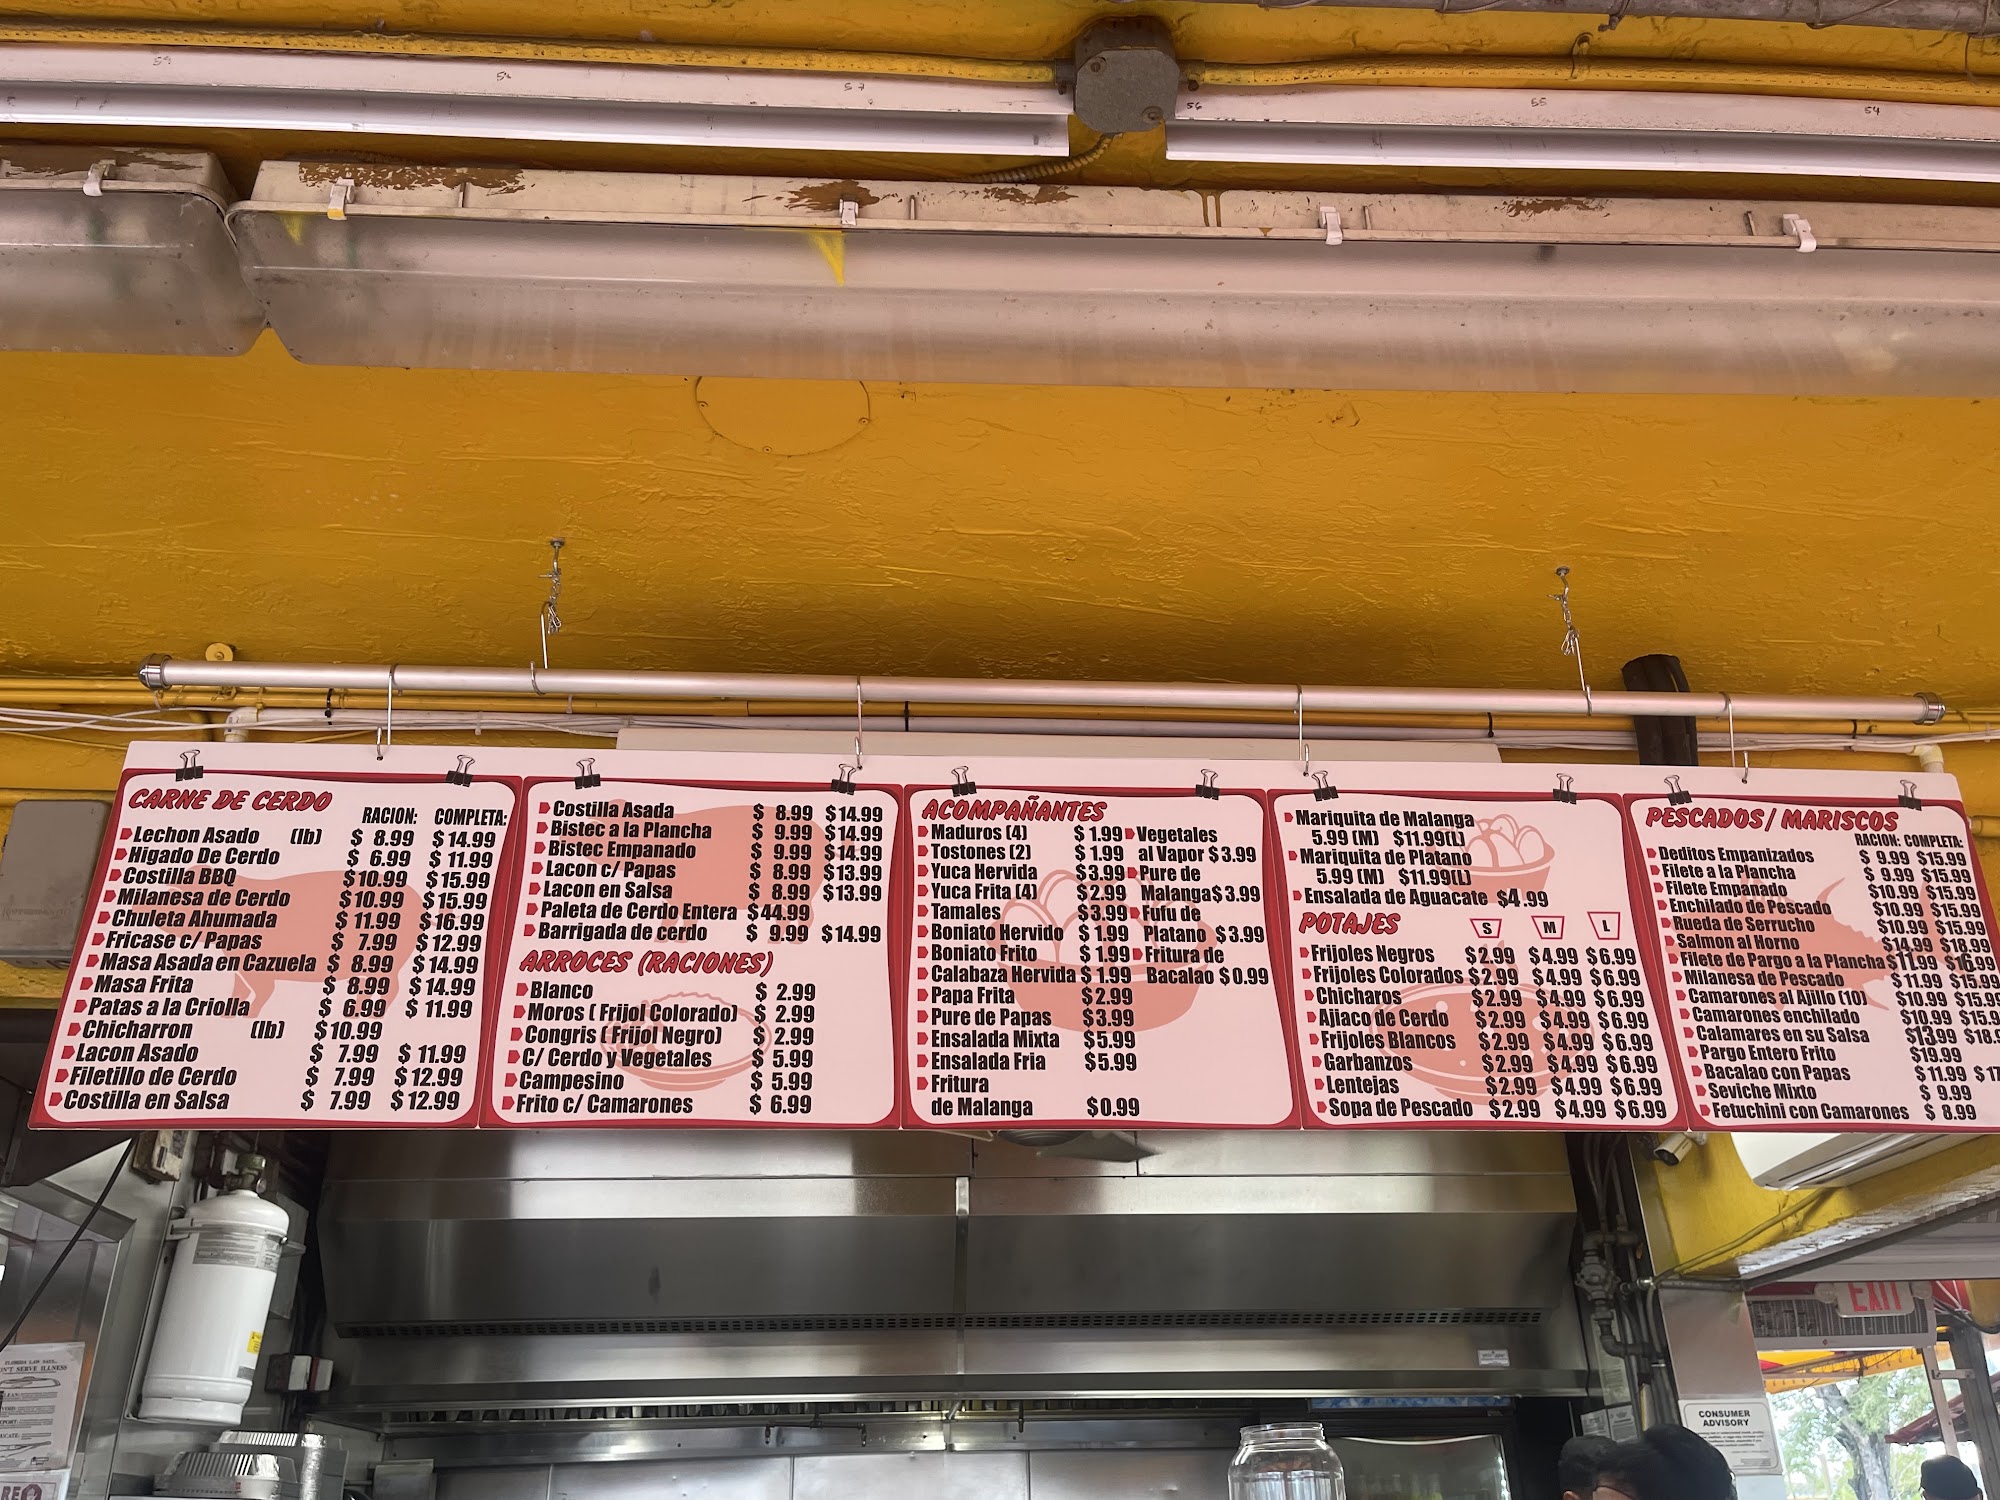 59
58
57
56
55
54
CARNE DE CERDO
RACION: COMPLETA:
Lechon Asado (lb) $ 8.99 $14.99
Higado De Cerdo $ 6.99 $ 11.99
Costilla BBQ $10.99 $15.99
Milanesa de Cerdo $10.99 $15.99
Chuleta Ahumada $ 11.99 $16.99
Fricase c/ Papas $ 7.99 $12.99
Masa Asada en Cazuela $ 8.99 $14.99
Masa Frita $ 8.99 $14.99
Patas a la Criolla $ 6.99 $ 11.99
Chicharron (lb) $10.99
Lacon Asado $ 7.99 $ 11.99
Filetillo de Cerdo $ 7.99 $12.99
Costilla en Salsa $ 7.99 $12.99
Costilla Asada $ 8.99 $14.99
Bistec a la Plancha $ 9.99 $14.99
Bistec Empanado $ 9.99 $14.99
Lacon c/ Papas $ 8.99 $13.99
Lacon en Salsa $ 8.99 $13.99
Paleta de Cerdo Entera $44.99
Barrigada de cerdo $ 9.99 $14.99
ARROCES (RACIONES)
Blanco $ 2.99
Moros ( Frijol Colorado) $ 2.99
Congris ( Frijol Negro) $ 2.99
C/ Cerdo y Vegetales $ 5.99
Campesino $ 5.99
Frito c/ Camarones $ 6.99
ACOMPAÑANTES
Maduros (4) $ 1.99
Tostones (2) $ 1.99
Yuca Hervida $3.99
Yuca Frita (4) $2.99
Tamales $3.99
Boniato Hervido $ 1.99
Boniato Frito $ 1.99
Calabaza Hervida $ 1.99
Papa Frita $2.99
Pure de Papas $3.99
Ensalada Mixta $5.99
Ensalada Fria $5.99
Fritura
de Malanga $0.99
Vegetales
al Vapor $3.99
Pure de
Malanga $3.99
Fufu de
Platano $3.99
Fritura de
Bacalao $0.99
Mariquita de Malanga
5.99 (M) $11.99(L)
Mariquita de Platano
5.99 (M) $11.99(L)
Ensalada de Aguacate $4.99
POTAJES S M L
Frijoles Negros $2.99 $4.99 $6.99
Frijoles Colorados $2.99 $4.99 $6.99
Chicharos $2.99 $4.99 $6.99
Ajiaco de Cerdo $2.99 $4.99 $6.99
Frijoles Blancos $2.99 $4.99 $6.99
Garbanzos $2.99 $4.99 $6.99
Lentejas $2.99 $4.99 $6.99
Sopa de Pescado $2.99 $4.99 $6.99
PESCADOS/ MARISCOS
RACION: COMPLETA:
Deditos Empanizados $ 9.99 $15.99
Filete a la Plancha $ 9.99 $15.99
Filete Empanado $10.99 $15.99
Enchilado de Pescado $10.99 $15.99
Rueda de Serrucho $10.99 $15.99
Salmon al Horno $14.99 $18.99
Filete de Pargo a la Plancha $11.99 $16.99
Milanesa de Pescado $11.99 $15.99
Camarones al Ajillo (10) $10.99 $15.99
Camarones enchilado $10.99 $15.9
Calamares en su Salsa $13.99 $18.
Pargo Entero Frito $19.99
Bacalao con Papas $11.99 $17
Seviche Mixto $ 9.99
Fetuchini con Camarones $ 8.99
EXIT
CONSUMER
ADVISORY
FLORIDA LAW SAYS..
N'T SERVE ILLNESS